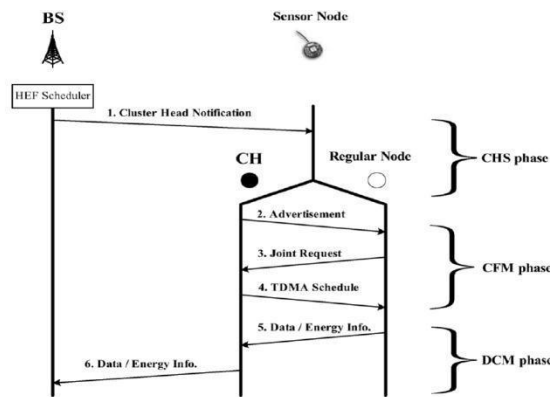 BS
Sensor Node
HEF Scheduler
1. Cluster Head Notification
CHS phase
CH
Regular Node
2. Advertisement
3. Joint Request
CFM phase
4. TDMA Schedule
5. Data / Energy Info.
6. Data / Energy Info.
DCM phase